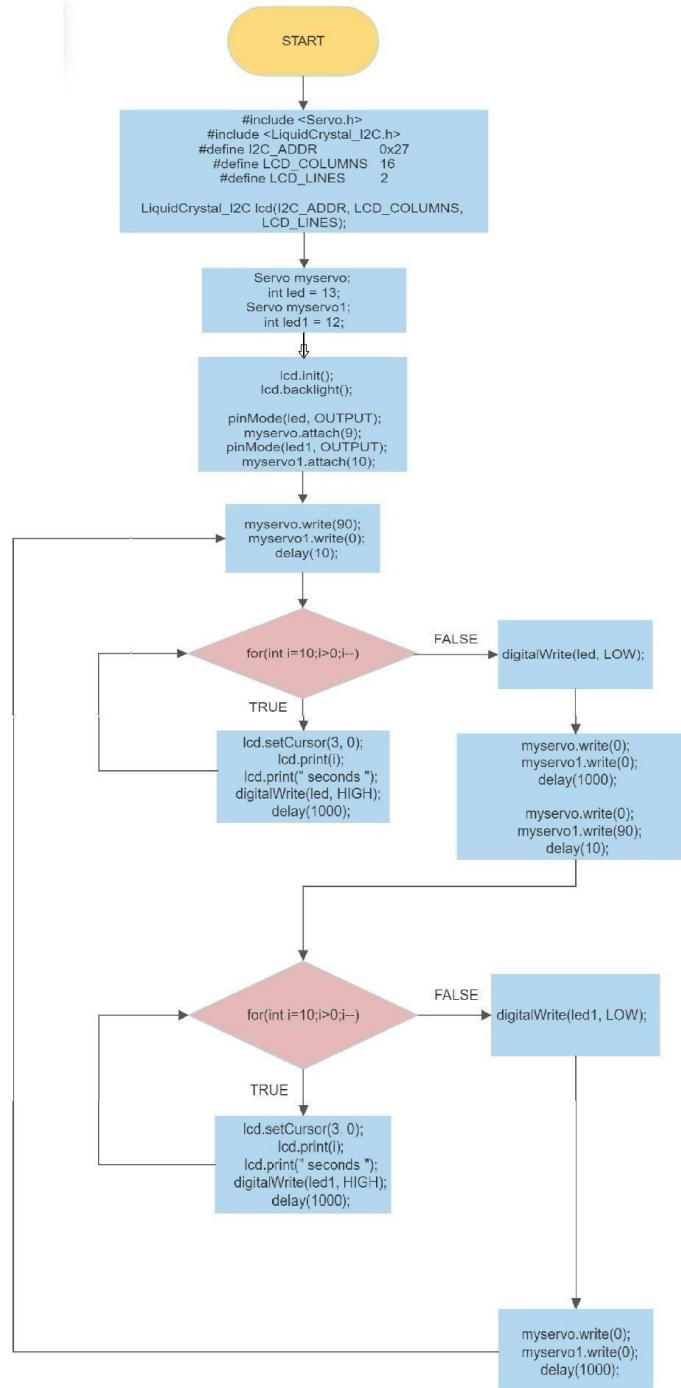 START
#include <Servo.h>
#include <LiquidCrystal_I2C.h>
#define I2C_ADDR 0x27
#define LCD_COLUMNS 16
#define LCD_LINES 2
LiquidCrystal_I2C lcd(I2C_ADDR, LCD_COLUMNS,
LCD_LINES);
Servo myservo;
int led = 13;
Servo myservo1;
int led1 = 12;
lcd.init();
lcd.backlight();
pinMode(led, OUTPUT);
myservo.attach(9);
pinMode(led1, OUTPUT);
myservo1.attach(10);
myservo.write(90);
myservo1.write(0);
delay(10);
for(int i=10;i>0;i--)
FALSE
digitalWrite(led, LOW);
TRUE
lcd.setCursor(3, 0);
lcd.print(i);
lcd.print(" seconds ");
digitalWrite(led, HIGH);
delay(1000);
myservo.write(0);
myservo1.write(0);
delay(1000);
myservo.write(0);
myservo1.write(90);
delay(10);
for(int i=10;i>0;i--)
FALSE
digitalWrite(led1, LOW);
TRUE
lcd.setCursor(3, 0);
lcd.print(i);
lcd.print(" seconds ");
digitalWrite(led1, HIGH);
delay(1000);
myservo.write(0);
myservo1.write(0);
delay(1000);